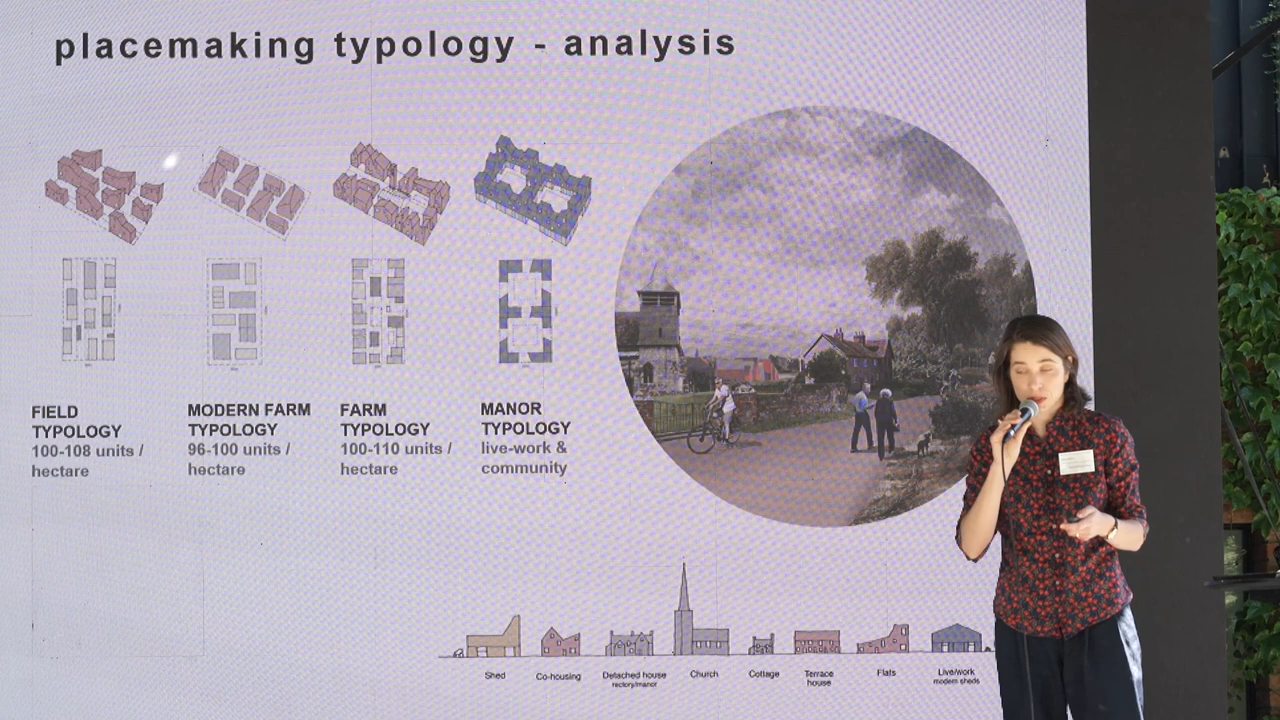 placemaking typology - analysis
FIELD
TYPOLOGY
100-108 units /
hectare
MODERN FARM
TYPOLOGY
96-100 units /
hectare
FARM
TYPOLOGY
100-110 units /
hectare
MANOR
TYPOLOGY
live-work &
community
Shed
Co-housing
Detached house
rectory/manor
Church
Cottage
Terrace
house
Flats
Live/work
modern sheds